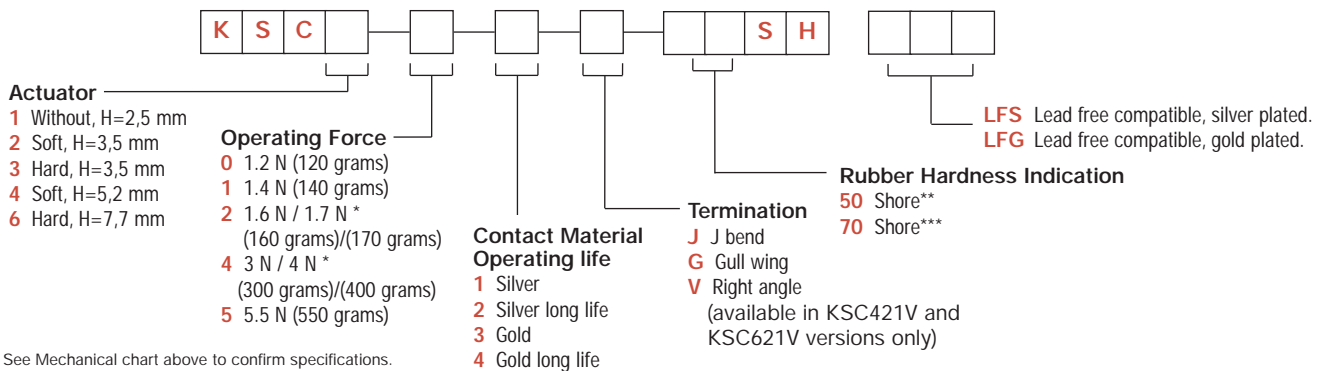 K S C S H
Actuator
1 Without, H=2,5 mm
2 Soft, H=3,5 mm
3 Hard, H=3,5 mm
4 Soft, H=5,2 mm
6 Hard, H=7,7 mm
Operating Force
0 1.2 N (120 grams)
1 1.4 N (140 grams)
2 1.6 N / 1.7 N *
(160 grams)/(170 grams)
4 3 N / 4 N *
(300 grams)/(400 grams)
5 5.5 N (550 grams)
Contact Material
Operating life
1 Silver
2 Silver long life
3 Gold
4 Gold long life
Termination
J J bend
G Gull wing
V Right angle
(available in KSC421V and
KSC621V versions only)
Rubber Hardness Indication
50 Shore**
70 Shore***
LFS Lead free compatible, silver plated.
LFG Lead free compatible, gold plated.
See Mechanical chart above to confirm specifications.